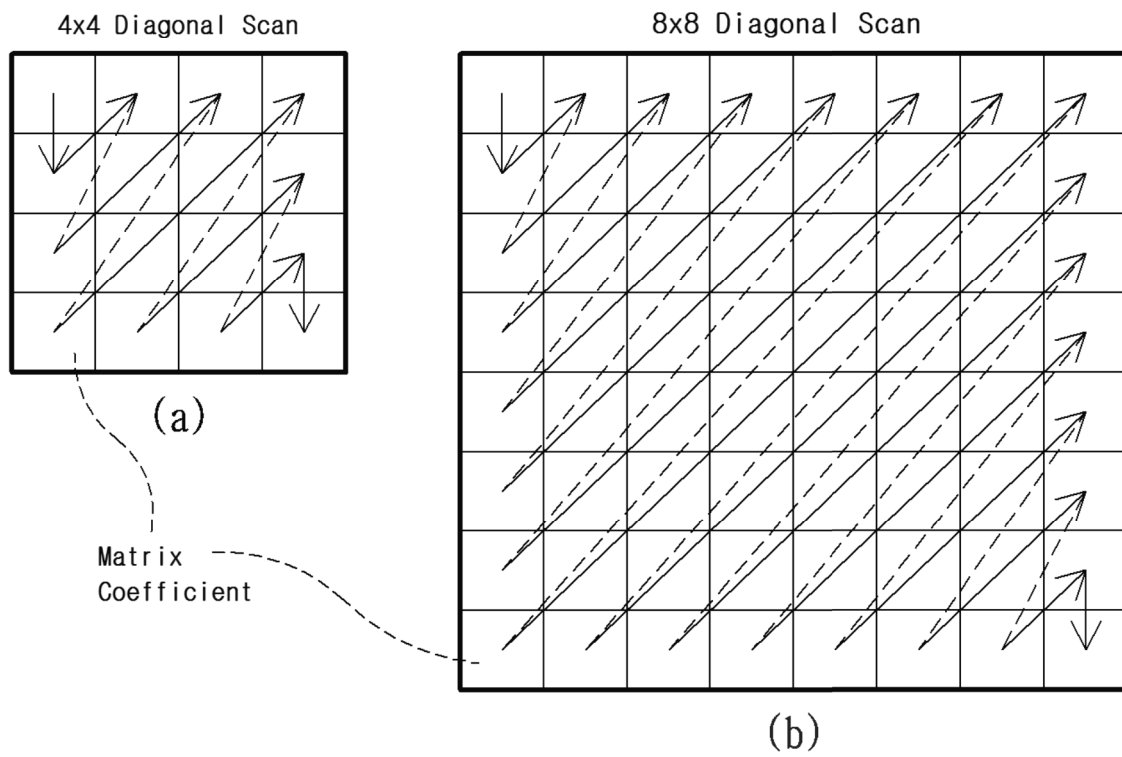 4x4 Diagonal Scan
8x8 Diagonal Scan
(a)
Matrix
Coefficient
(b)